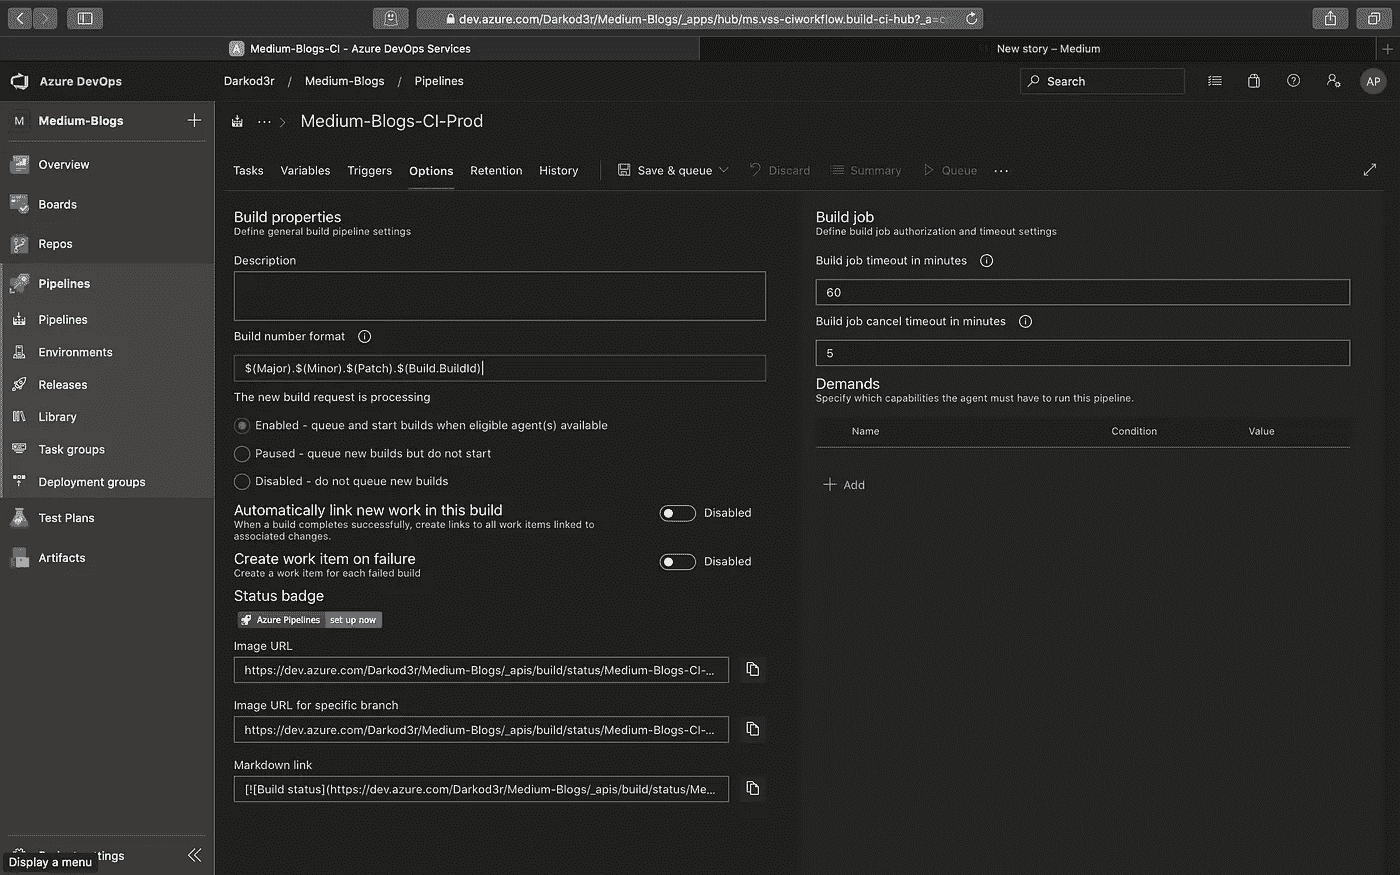 dev.azure.com/Darkod3r/Medium-Blogs/_apps/hub/ms.vss-ciworkflow.build-ci-hub?_a=c
A Medium-Blogs-CI - Azure DevOps Services
New story – Medium
Azure DevOps
Darkod3r / Medium-Blogs / Pipelines
Search
AP
M Medium-Blogs
Medium-Blogs-CI-Prod
Overview
Boards
Repos
Pipelines
Pipelines
Environments
Releases
Library
Task groups
Deployment groups
Test Plans
Artifacts
Display a menu
tings
Tasks Variables Triggers Options Retention History Save & queue Discard Summary Queue
Build properties
Define general build pipeline settings
Description
Build number format
$(Major).$(Minor).$(Patch).$(Build.BuildId)
The new build request is processing
Enabled - queue and start builds when eligible agent(s) available
Paused - queue new builds but do not start
Disabled - do not queue new builds
Automatically link new work in this build
When a build completes successfully, create links to all work items linked to
associated changes.
Disabled
Create work item on failure
Create a work item for each failed build
Disabled
Status badge
Azure Pipelines set up now
Image URL
https://dev.azure.com/Darkod3r/Medium-Blogs/_apis/build/status/Medium-Blogs-CI-...
Image URL for specific branch
https://dev.azure.com/Darkod3r/Medium-Blogs/_apis/build/status/Medium-Blogs-CI-...
Markdown link
[![Build status](https://dev.azure.com/Darkod3r/Medium-Blogs/_apis/build/status/Me...
Build job
Define build job authorization and timeout settings
Build job timeout in minutes
60
Build job cancel timeout in minutes
5
Demands
Specify which capabilities the agent must have to run this pipeline.
Name Condition Value
Add